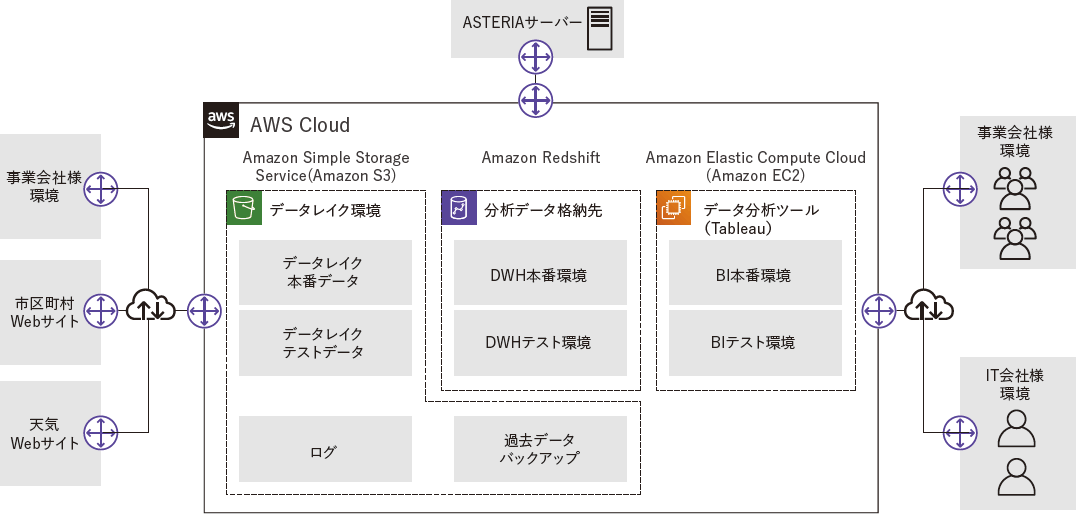 ASTERIAサーバー
aws
AWS Cloud
事業会社様
環境
市区町村
Webサイト
天気
Webサイト
Amazon Simple Storage
Service(Amazon S3)
データレイク環境
データレイク
本番データ
データレイク
テストデータ
ログ
Amazon Redshift
分析データ格納先
DWH本番環境
DWHテスト環境
過去データ
バックアップ
Amazon Elastic Compute Cloud
(Amazon EC2)
データ分析ツール
(Tableau)
BI本番環境
BIテスト環境
事業会社様
環境
IT会社様
環境